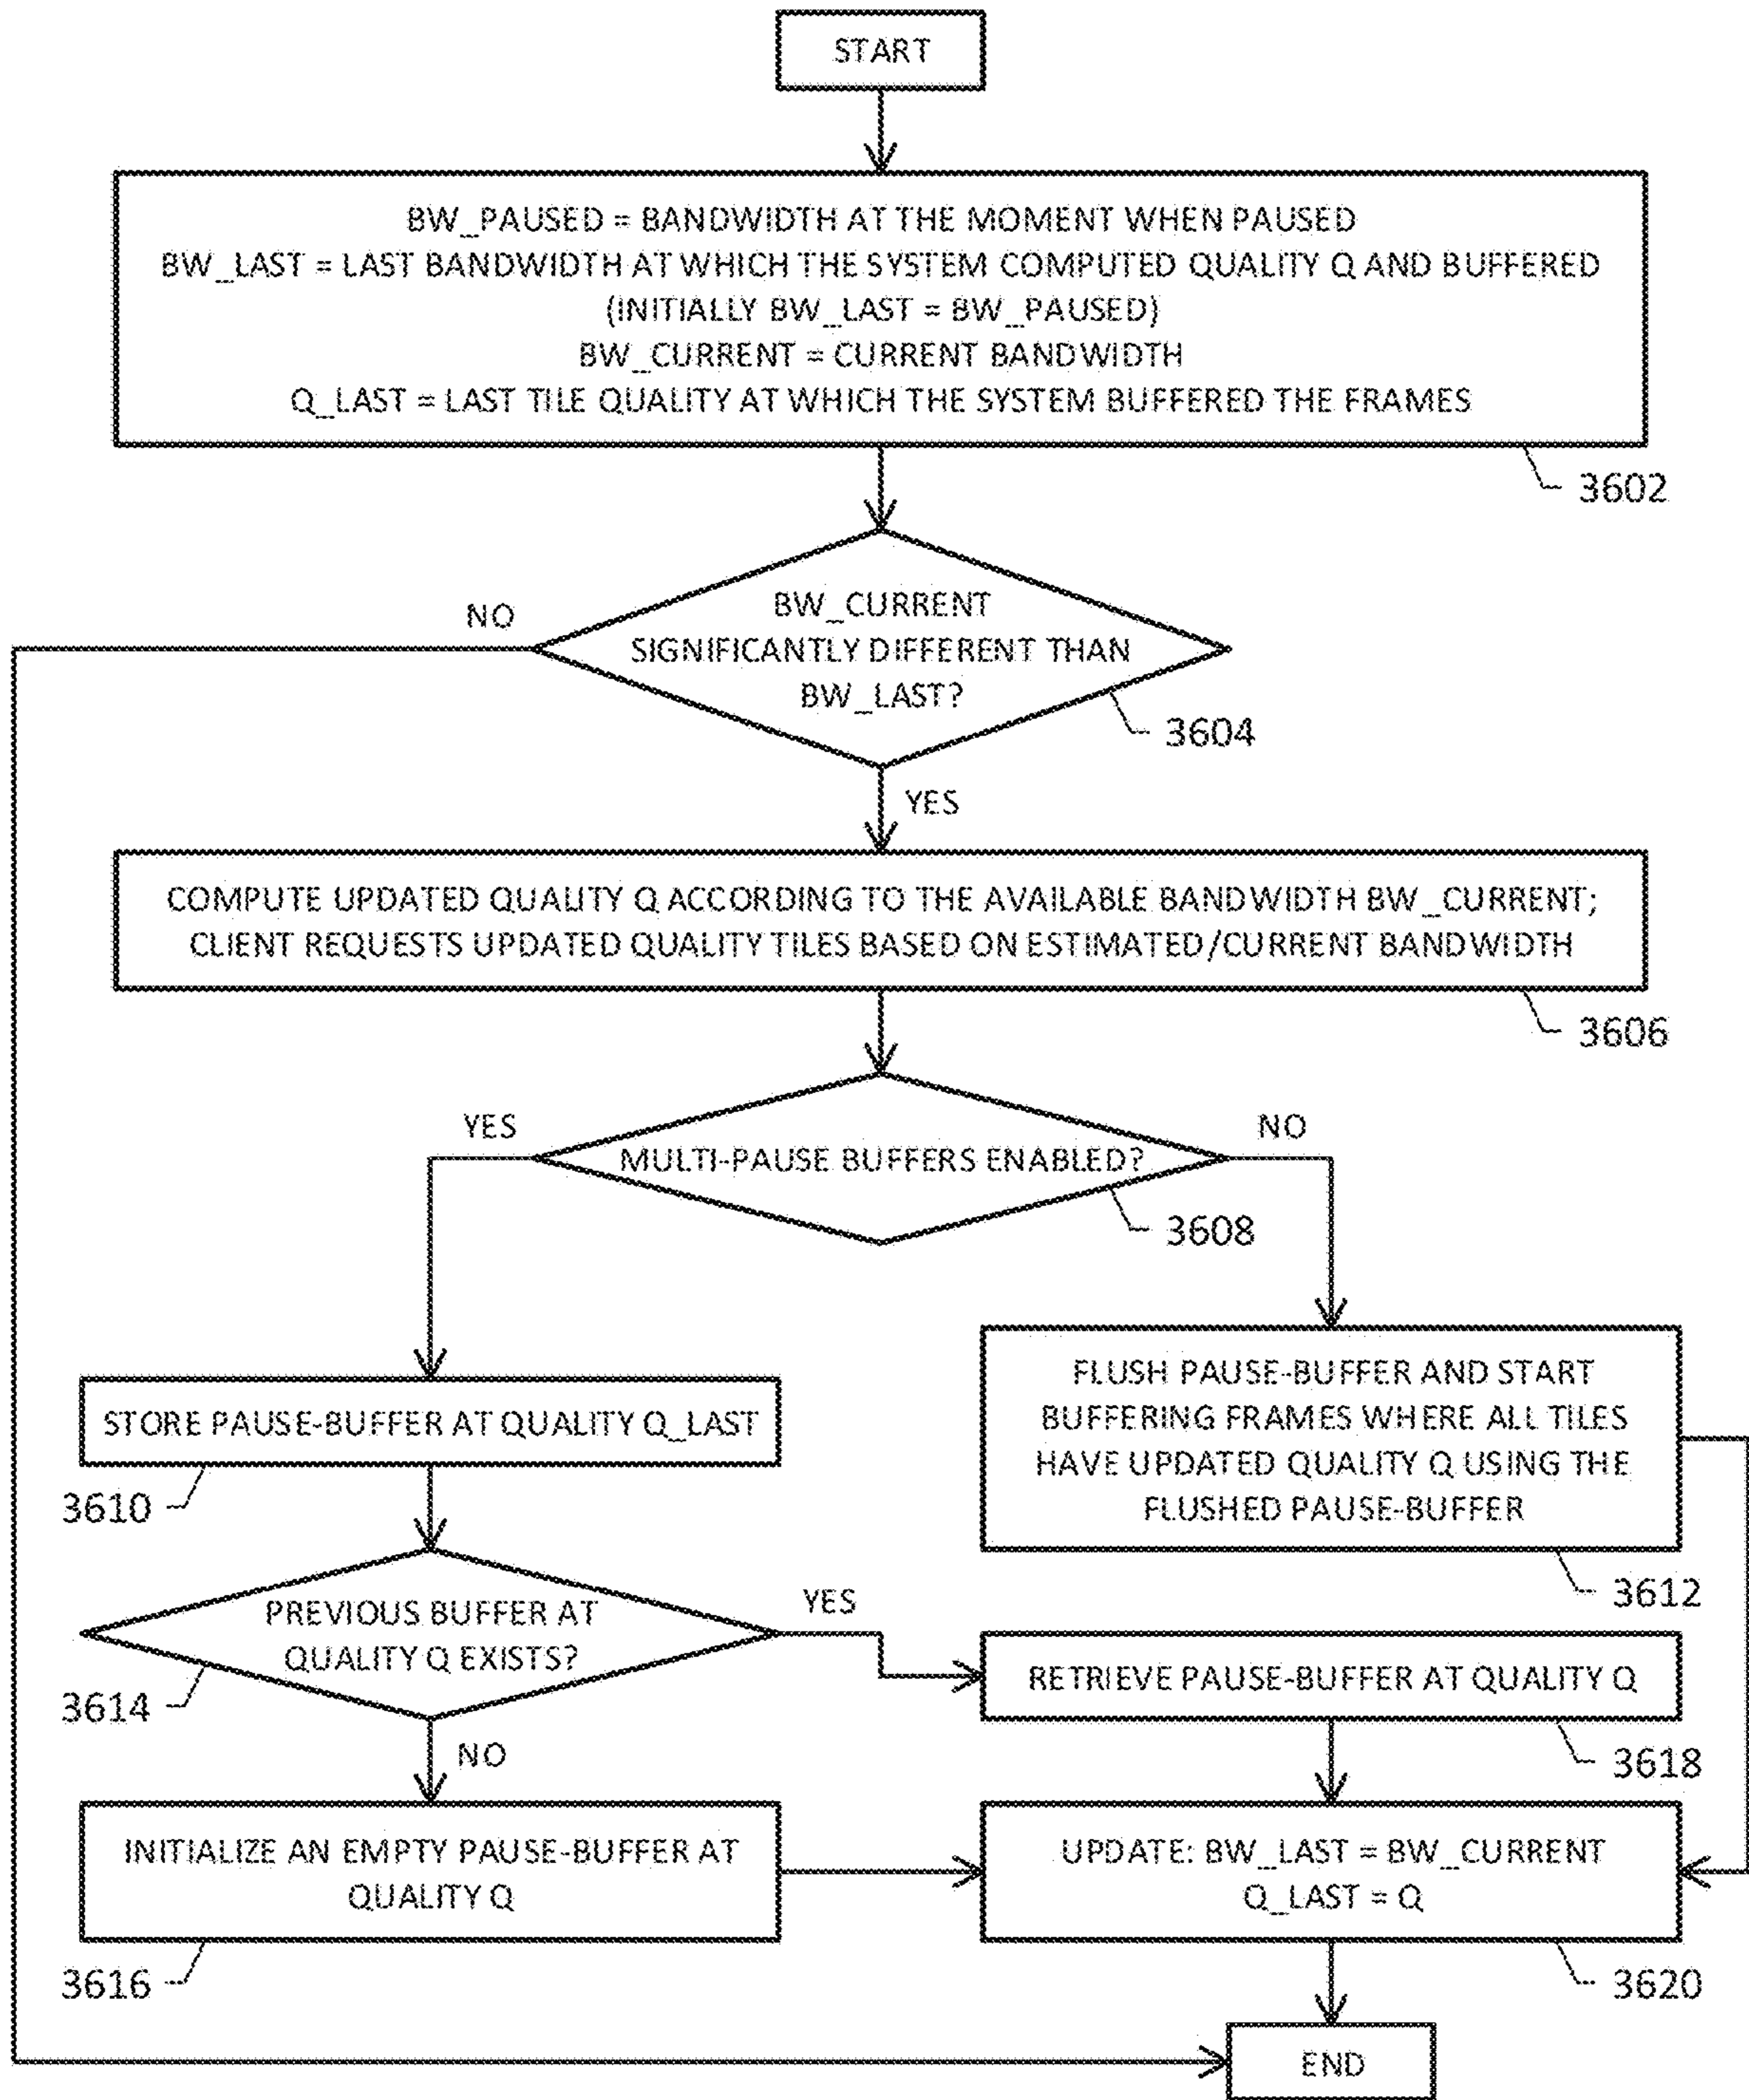 START
BW_PAUSED = BANDWIDTH AT THE MOMENT WHEN PAUSED
BW_LAST = LAST BANDWIDTH AT WHICH THE SYSTEM COMPUTED QUALITY Q AND BUFFERED
(INITIALLY BW_LAST = BW_PAUSED)
BW_CURRENT = CURRENT BANDWIDTH
Q_LAST = LAST TILE QUALITY AT WHICH THE SYSTEM BUFFERED THE FRAMES
3602
NO
BW_CURRENT
SIGNIFICANTLY DIFFERENT THAN
BW_LAST?
3604
YES
COMPUTE UPDATED QUALITY Q ACCORDING TO THE AVAILABLE BANDWIDTH BW_CURRENT;
CLIENT REQUESTS UPDATED QUALITY TILES BASED ON ESTIMATED/CURRENT BANDWIDTH
3606
YES
NO
MULTI-PAUSE BUFFERS ENABLED?
3608
STORE PAUSE-BUFFER AT QUALITY Q_LAST
3610
FLUSH PAUSE-BUFFER AND START
BUFFERING FRAMES WHERE ALL TILES
HAVE UPDATED QUALITY Q USING THE
FLUSHED PAUSE-BUFFER
3612
PREVIOUS BUFFER AT
QUALITY Q EXISTS?
3614
YES
NO
RETRIEVE PAUSE-BUFFER AT QUALITY Q
3618
INITIALIZE AN EMPTY PAUSE-BUFFER AT
QUALITY Q
3616
UPDATE: BW_LAST = BW_CURRENT
Q_LAST = Q
3620
END